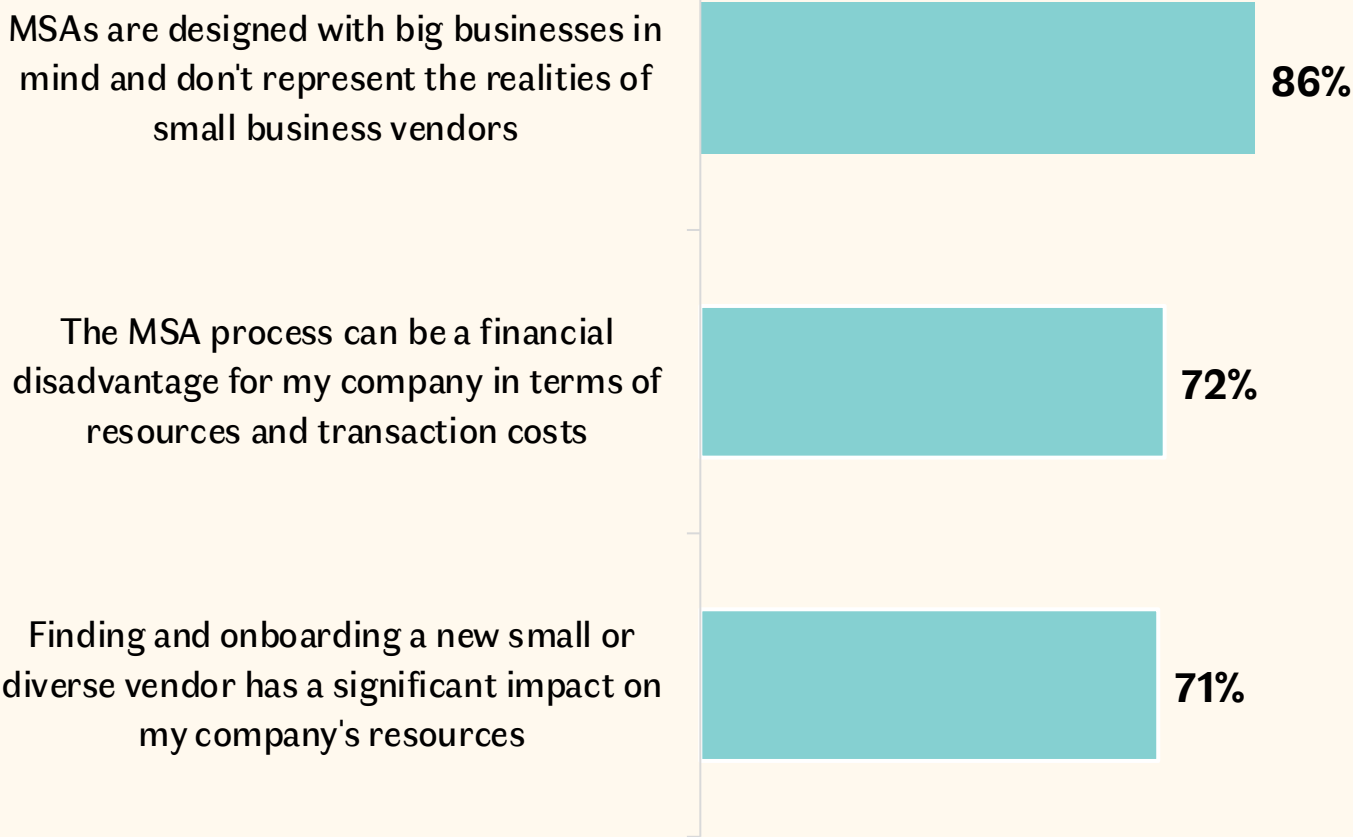 MSAs are designed with big businesses in
mind and don't represent the realities of
small business vendors
86%
The MSA process can be a financial
disadvantage for my company in terms of
resources and transaction costs
72%
Finding and onboarding a new small or
diverse vendor has a significant impact on
my company's resources
71%